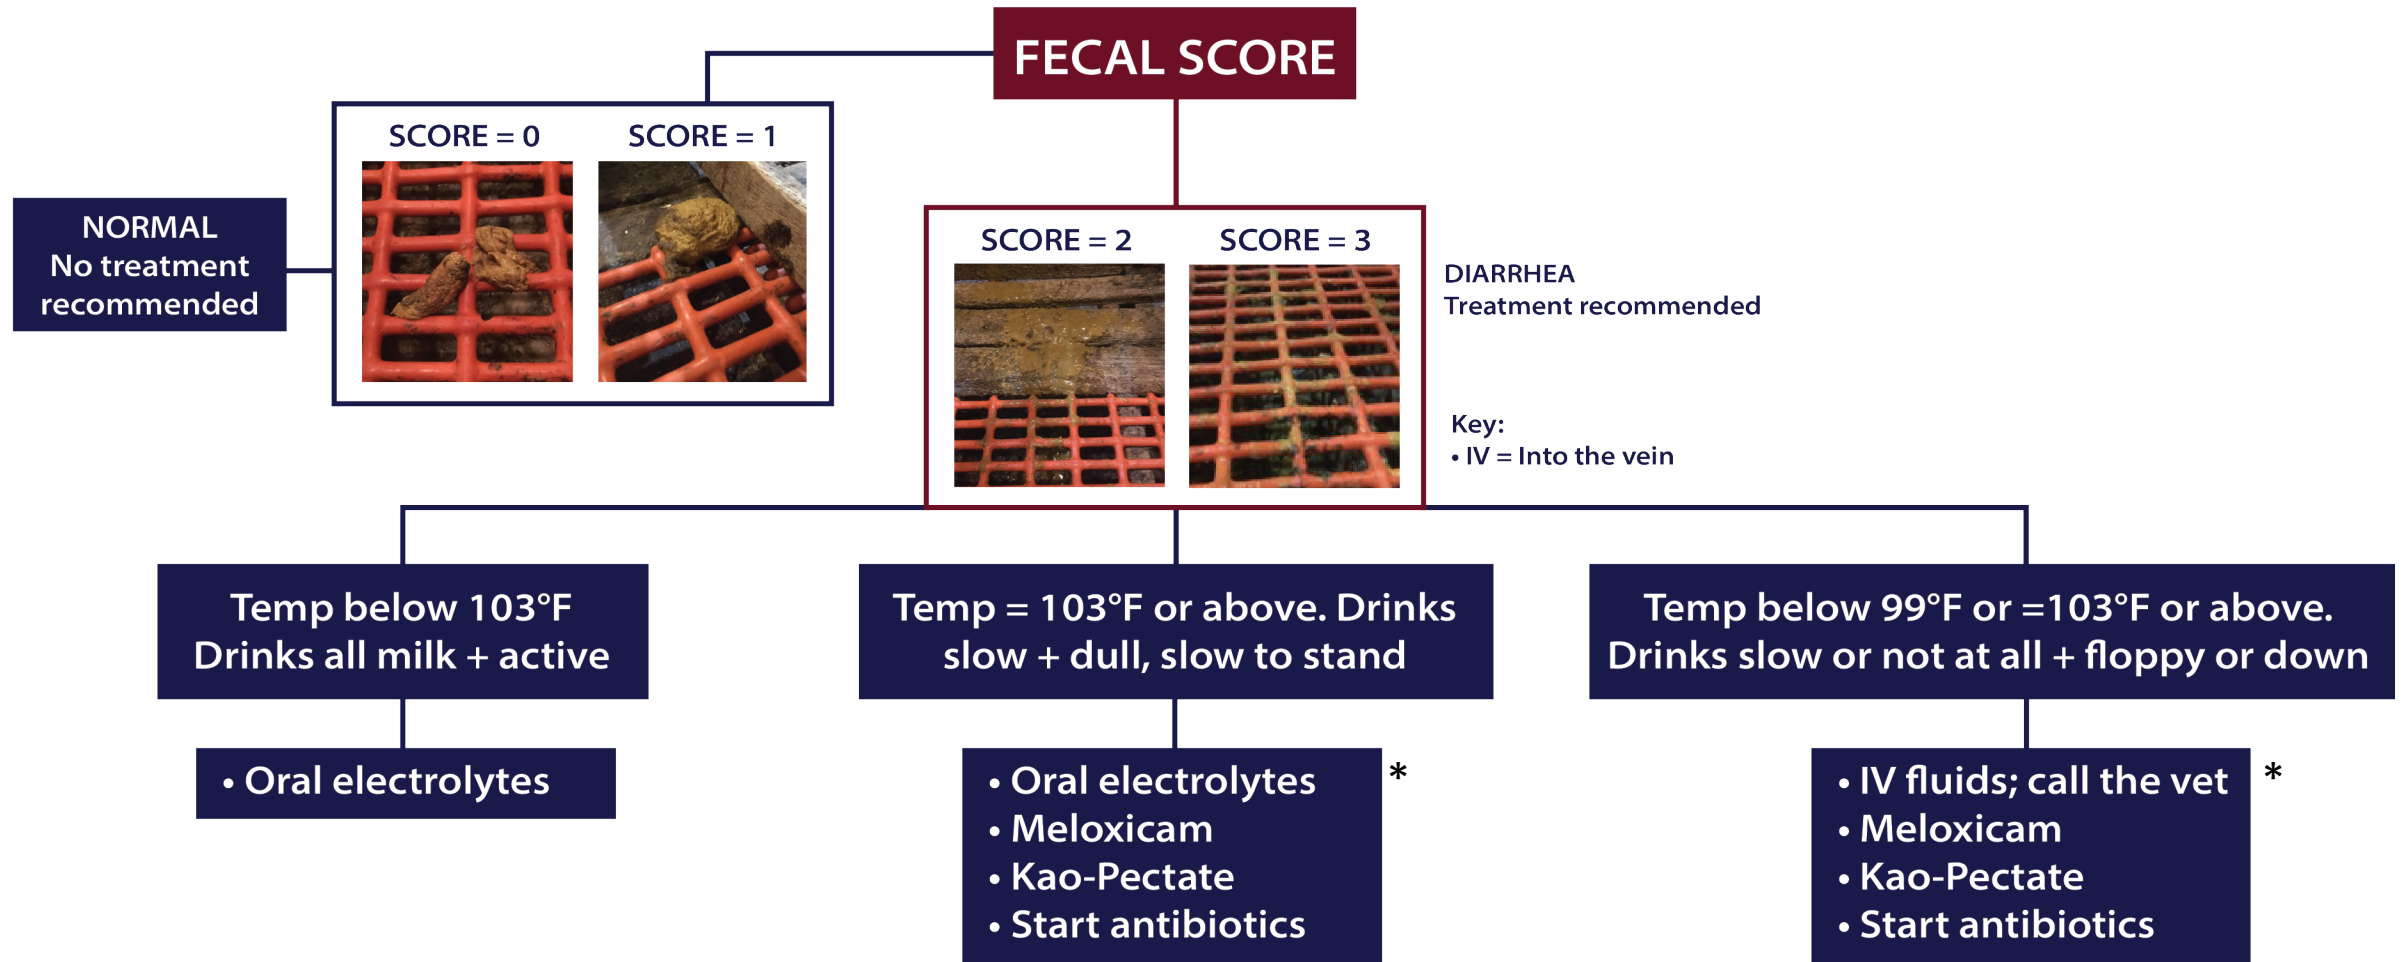 FECAL SCORE
SCORE = 0
SCORE = 1
NORMAL
No treatment
recommended
SCORE = 2
SCORE = 3
DIARRHEA
Treatment recommended
Key:
• IV = Into the vein
Temp below 103°F
Drinks all milk + active
Temp = 103°F or above. Drinks
slow + dull, slow to stand
Temp below 99°F or =103°F or above.
Drinks slow or not at all + floppy or down
• Oral electrolytes
• Oral electrolytes *
• Meloxicam
• Kao-Pectate
• Start antibiotics
• IV fluids; call the vet *
• Meloxicam
• Kao-Pectate
• Start antibiotics